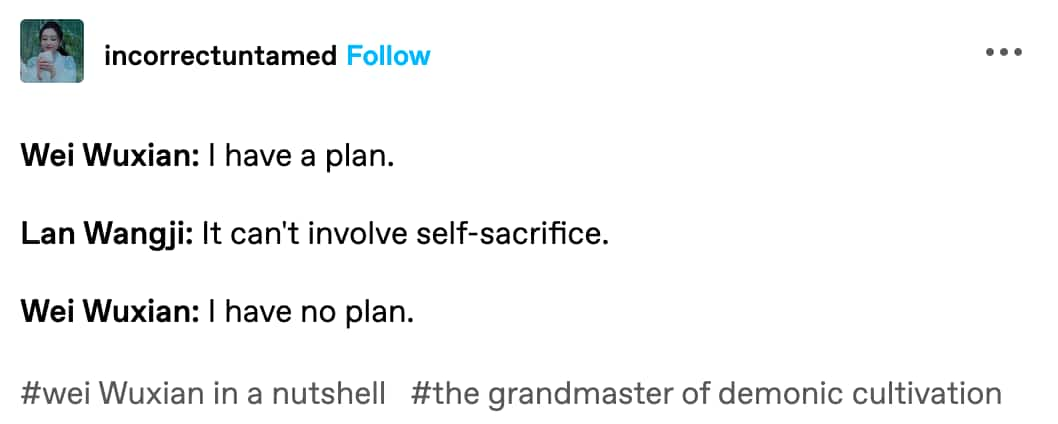 incorrectuntamed Follow
Wei Wuxian: I have a plan.
Lan Wangji: It can't involve self-sacrifice.
Wei Wuxian: I have no plan.
#wei Wuxian in a nutshell #the grandmaster of demonic cultivation